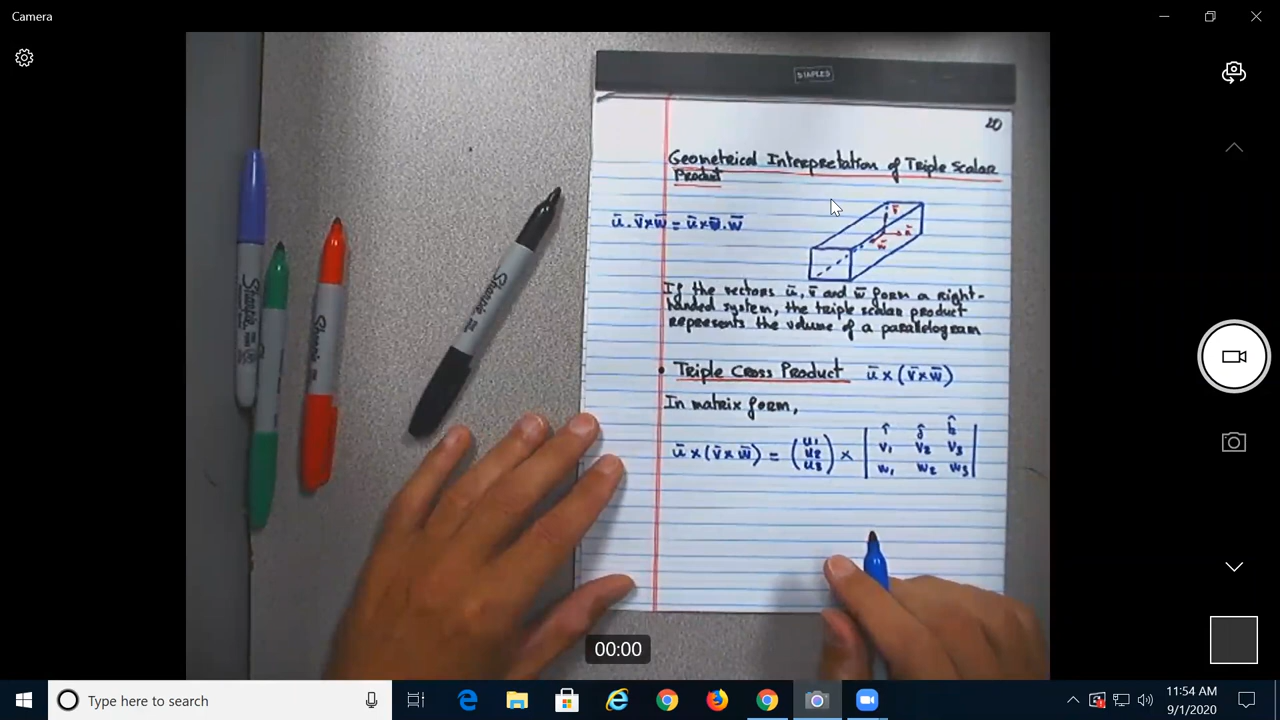 Camera
STAPLES
20
Geometrical Interpretation of Triple Scalar
Product
ū . v̄ x w̄ = ū x v̄ . w̄
v̄
ū
w̄
If the vectors ū, v̄ and w̄ form a right-
handed system, the triple scalar product
represents the volume of a parallelogram
• Triple Cross Product ū x (v̄ x w̄)
In matrix form,
ū x (v̄ x w̄) = ( u1 u2 u3 ) x | î ĵ k̂
v1 v2 v3
w1 w2 w3 |
Sharpie
00:00
Type here to search
11:54 AM
9/1/2020